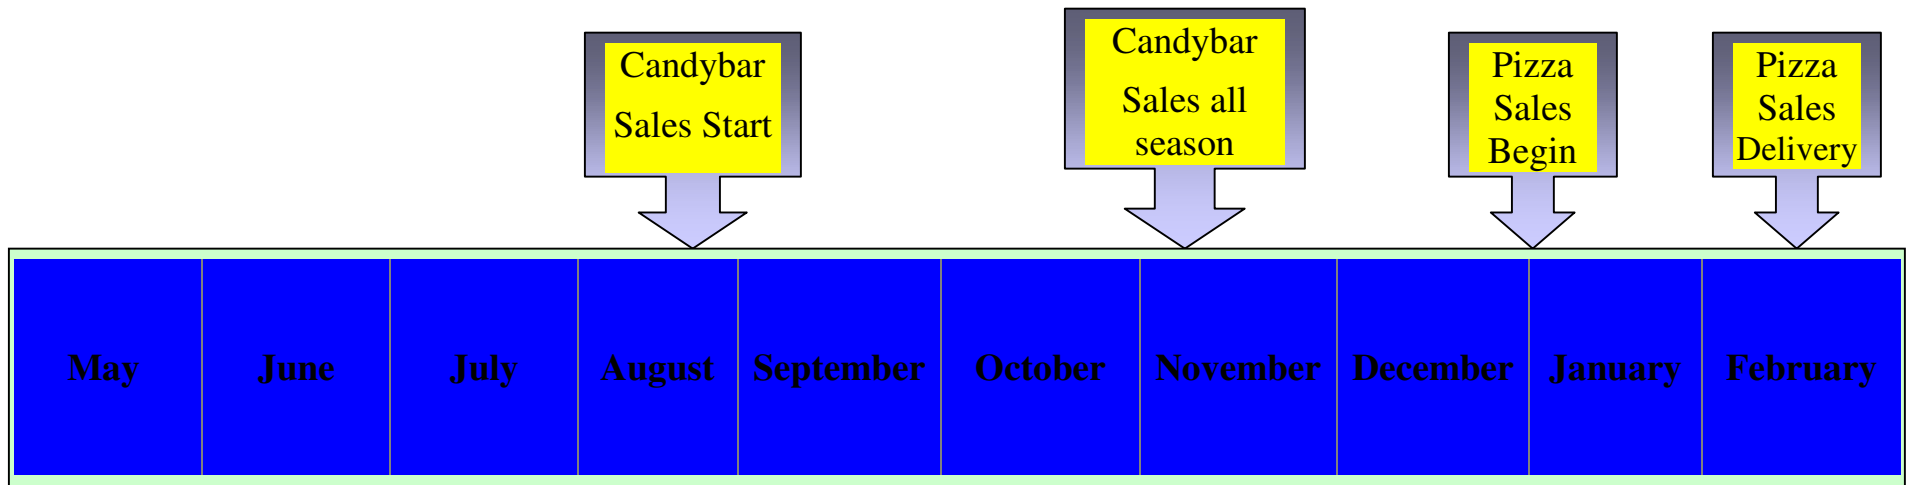 Candybar
Sales Start
Candybar
Sales all
season
Pizza
Sales
Begin
Pizza
Sales
Delivery
May June July August September October November December January February